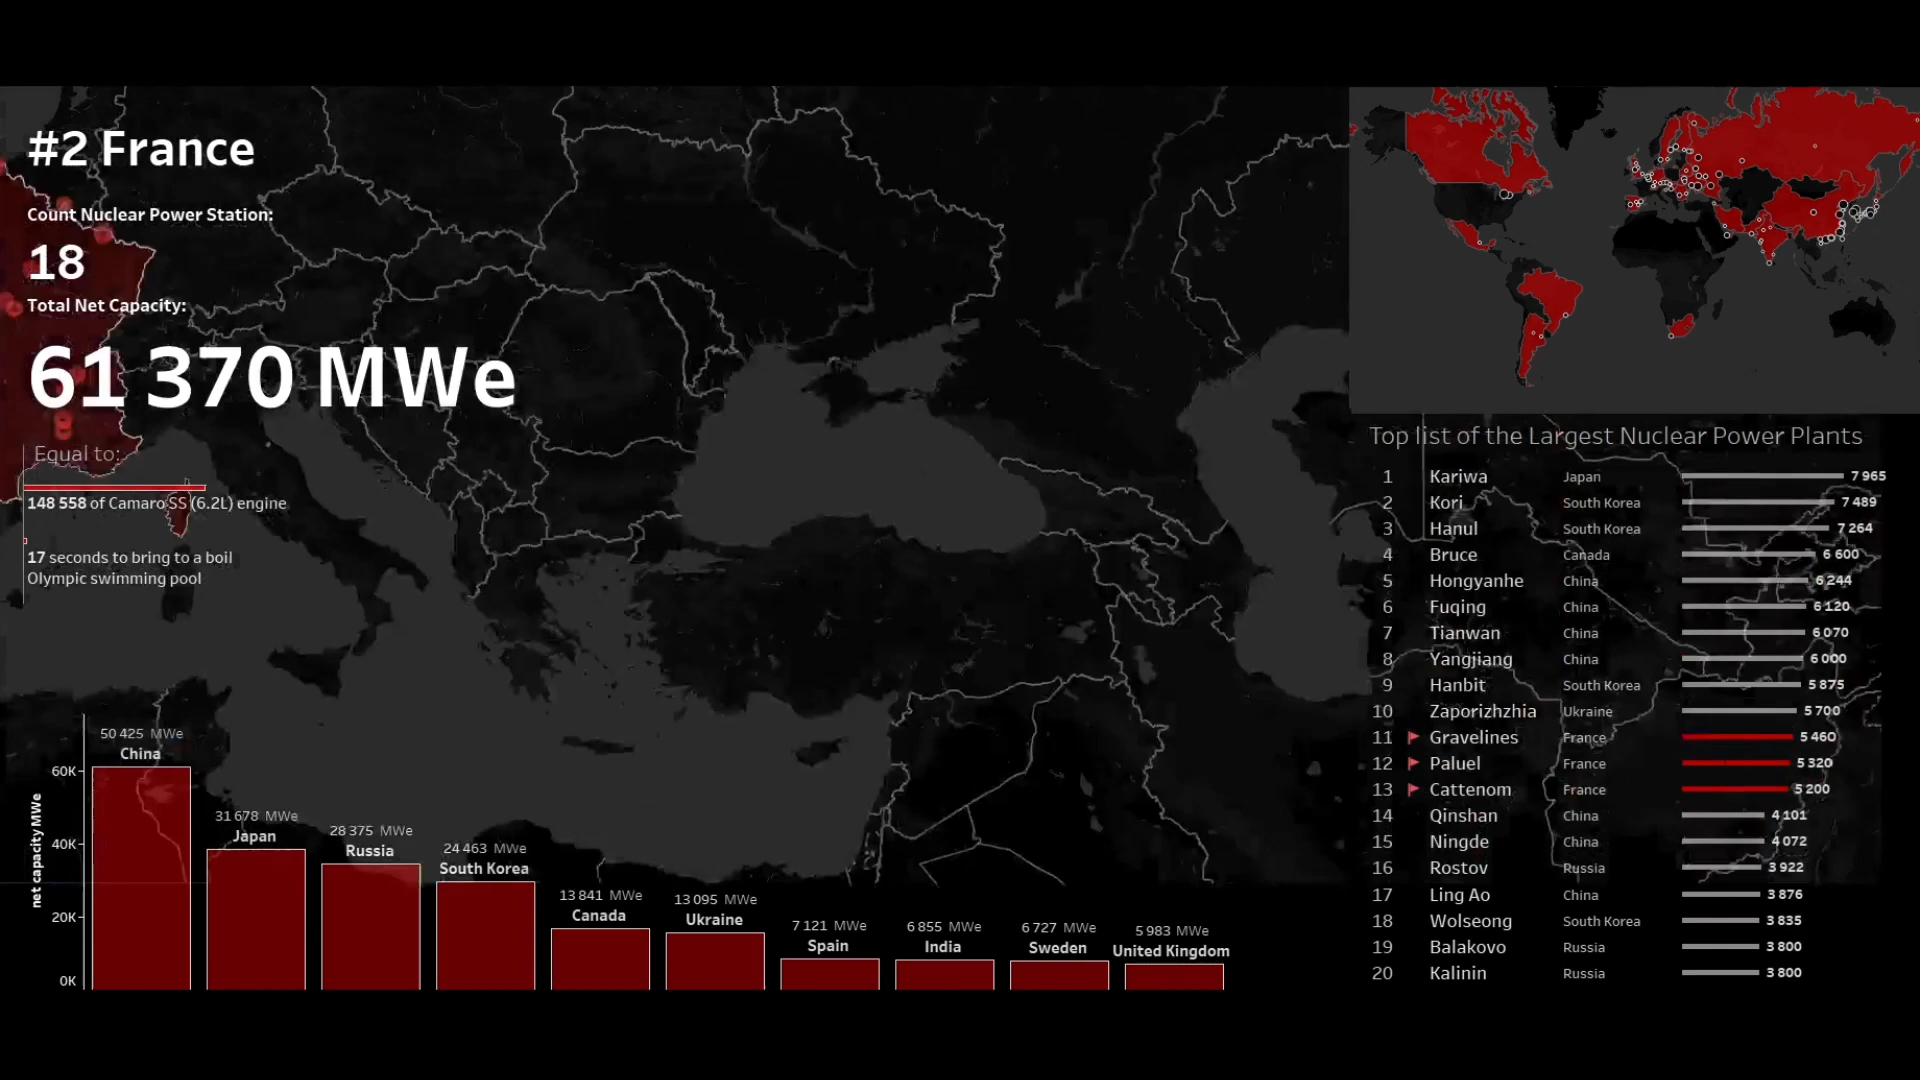 #2 France
Count Nuclear Power Station:
18
Total Net Capacity:
61 370 MWe
Equal to:
148 558 of Camaro SS (6.2L) engine
17 seconds to bring to a boil
Olympic swimming pool
net capacity MWe
60K
40K
20K
0K
50 425 MWe
China
31 678 MWe
Japan
28 375 MWe
Russia
24 463 MWe
South Korea
13 841 MWe
Canada
13 095 MWe
Ukraine
7 121 MWe
Spain
6 855 MWe
India
6 727 MWe
Sweden
5 983 MWe
United Kingdom
Top list of the Largest Nuclear Power Plants
1 Kariwa Japan 7 965
2 Kori South Korea 7 489
3 Hanul South Korea 7 264
4 Bruce Canada 6 600
5 Hongyanhe China 6 244
6 Fuqing China 6 120
7 Tianwan China 6 070
8 Yangjiang China 6 000
9 Hanbit South Korea 5 875
10 Zaporizhzhia Ukraine 5 700
11 Gravelines France 5 460
12 Paluel France 5 320
13 Cattenom France 5 200
14 Qinshan China 4 101
15 Ningde China 4 072
16 Rostov Russia 3 922
17 Ling Ao China 3 876
18 Wolseong South Korea 3 835
19 Balakovo Russia 3 800
20 Kalinin Russia 3 800